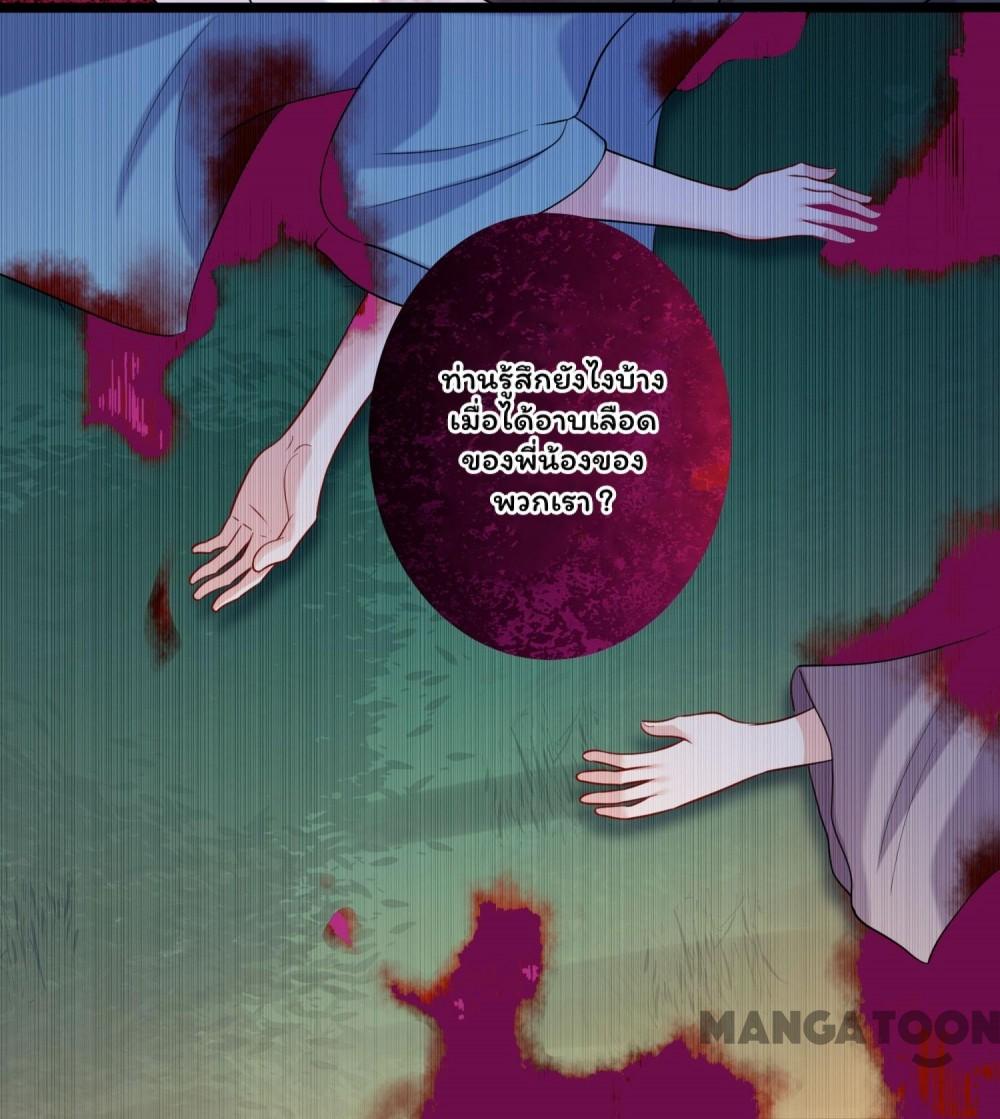 ท่านรู้สึกยังไงบ้าง
เมื่อได้อาบเลือด
ของพี่น้องของ
พวกเรา ?
MANGATOON